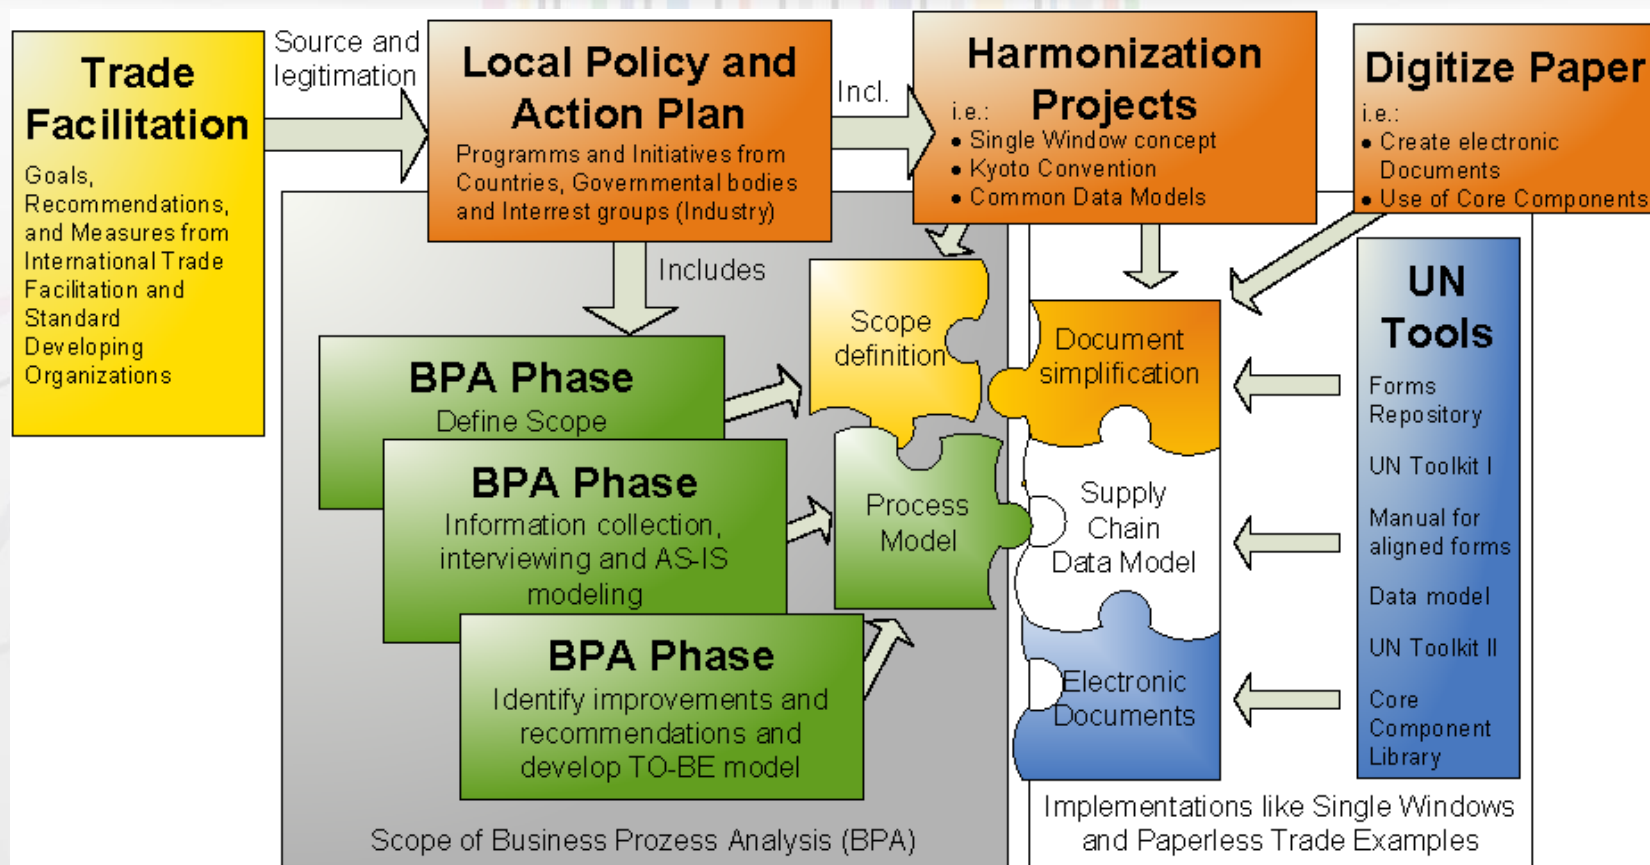 Trade
Facilitation
Goals,
Recommendations,
and Measures from
International Trade
Facilitation and
Standard
Developing
Organizations
Source and
legitimation
Local Policy and
Action Plan
Programms and Initiatives from
Countries, Governmental bodies
and Interrest groups (Industry)
Incl.
Harmonization
Projects
i.e.:
• Single Window concept
• Kyoto Convention
• Common Data Models
Digitize Paper
i.e.:
• Create electronic
Documents
• Use of Core Components
Includes
BPA Phase
Define Scope
BPA Phase
Information collection,
interviewing and AS-IS
modeling
BPA Phase
Identify improvements and
recommendations and
develop TO-BE model
Scope
definition
Process
Model
Scope of Business Prozess Analysis (BPA)
Document
simplification
Supply
Chain
Data Model
Electronic
Documents
UN
Tools
Forms
Repository
UN Toolkit I
Manual for
aligned forms
Data model
UN Toolkit II
Core
Component
Library
Implementations like Single Windows
and Paperless Trade Examples